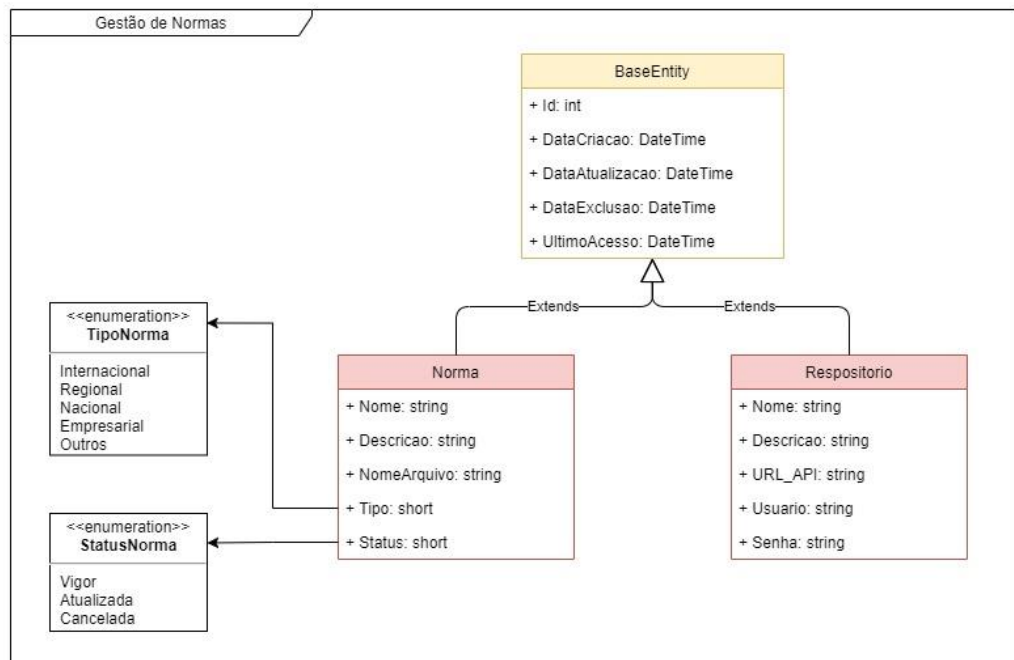 Gestão de Normas
BaseEntity
+ Id: int
+ DataCriacao: DateTime
+ DataAtualizacao: DateTime
+ DataExclusao: DateTime
+ UltimoAcesso: DateTime
Extends
Extends
<<enumeration>>
TipoNorma
Internacional
Regional
Nacional
Empresarial
Outros
Norma
+ Nome: string
+ Descricao: string
+ NomeArquivo: string
+ Tipo: short
+ Status: short
Respositorio
+ Nome: string
+ Descricao: string
+ URL_API: string
+ Usuario: string
+ Senha: string
<<enumeration>>
StatusNorma
Vigor
Atualizada
Cancelada